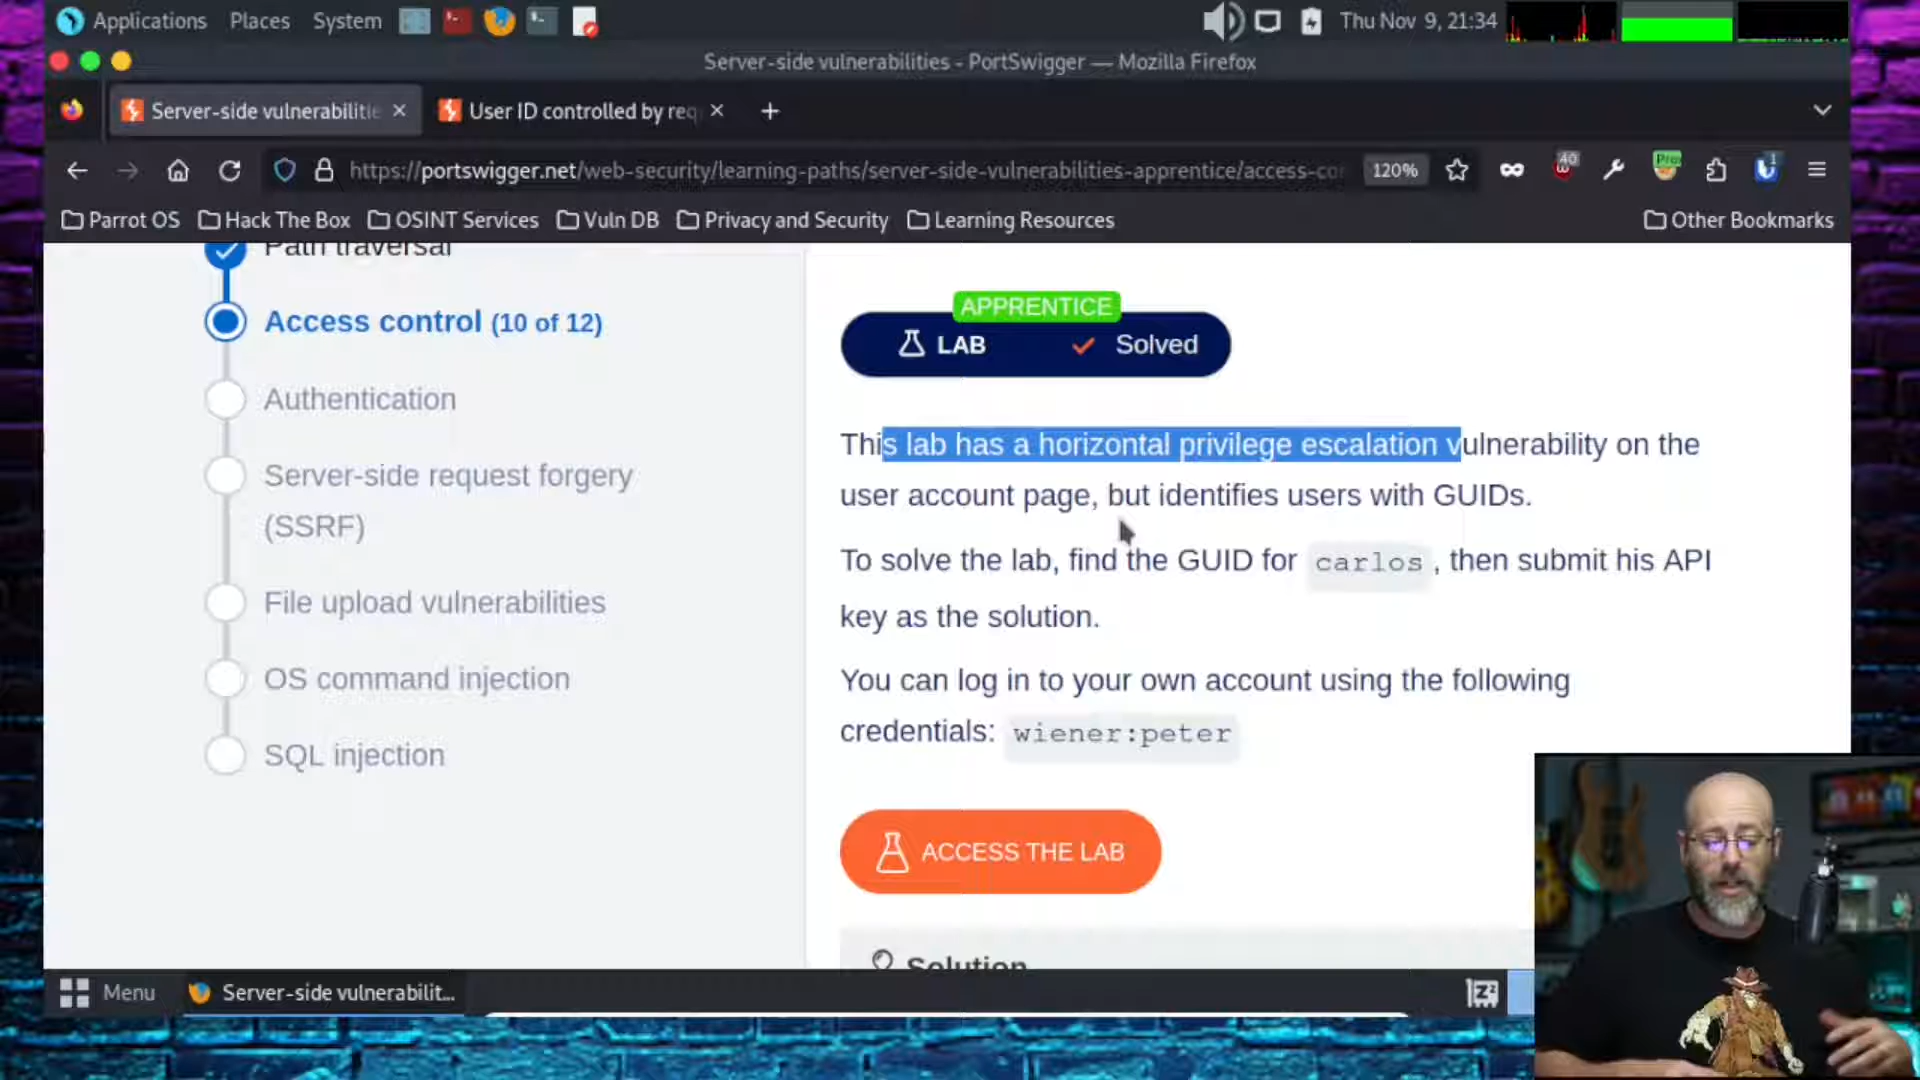 Applications Places System
Thu Nov 9, 21:34
Server-side vulnerabilities - PortSwigger — Mozilla Firefox
Server-side vulnerabilitie
User ID controlled by req
https://portswigger.net/web-security/learning-paths/server-side-vulnerabilities-apprentice/access-co
120%
40
Pro
1
Parrot OS Hack The Box OSINT Services Vuln DB Privacy and Security Learning Resources Other Bookmarks
Path traversal
Access control (10 of 12)
Authentication
Server-side request forgery
(SSRF)
File upload vulnerabilities
OS command injection
SQL injection
APPRENTICE
LAB Solved
This lab has a horizontal privilege escalation vulnerability on the
user account page, but identifies users with GUIDs.
To solve the lab, find the GUID for carlos , then submit his API
key as the solution.
You can log in to your own account using the following
credentials: wiener:peter
ACCESS THE LAB
Solution
Menu
Server-side vulnerabilit...